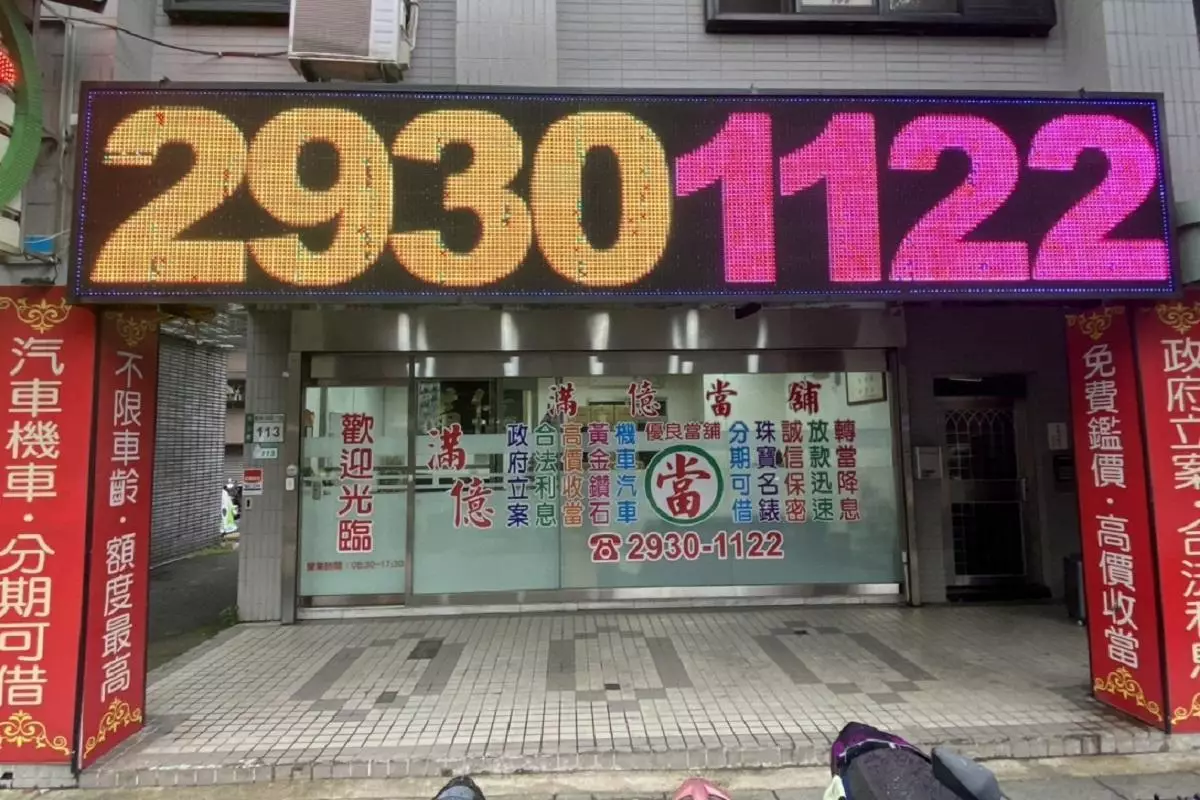 29301122
汽車機車·分期可借
不限車齡·額度最高
113
歡迎光臨
滿億當舖
滿億
政府立案
合法利息
高價收當
黃金鑽石
機車汽車
優良當舖
當
分期可借
珠寶名錶
誠信保密
放款迅速
轉當降息
☎2930-1122
免費鑑價·高價收當
政府立案·合法利息